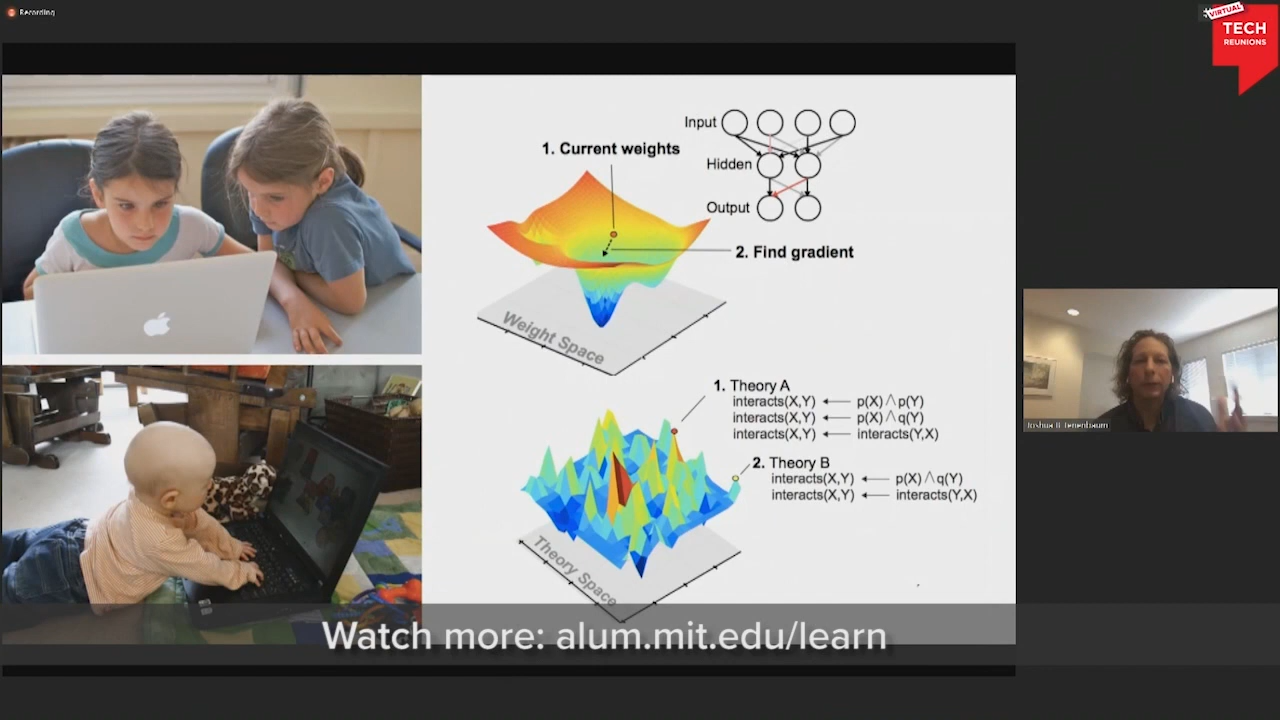 Recording
VIRTUAL
TECH
REUNIONS
Input
1. Current weights
Hidden
Output
2. Find gradient
Weight Space
1. Theory A
interacts(X,Y) ← p(X)∧p(Y)
interacts(X,Y) ← p(X)∧q(Y)
interacts(X,Y) ← interacts(Y,X)
2. Theory B
interacts(X,Y) ← p(X)∧q(Y)
interacts(X,Y) ← interacts(Y,X)
Theory Space
Joshua B Tenenbaum
Watch more: alum.mit.edu/learn